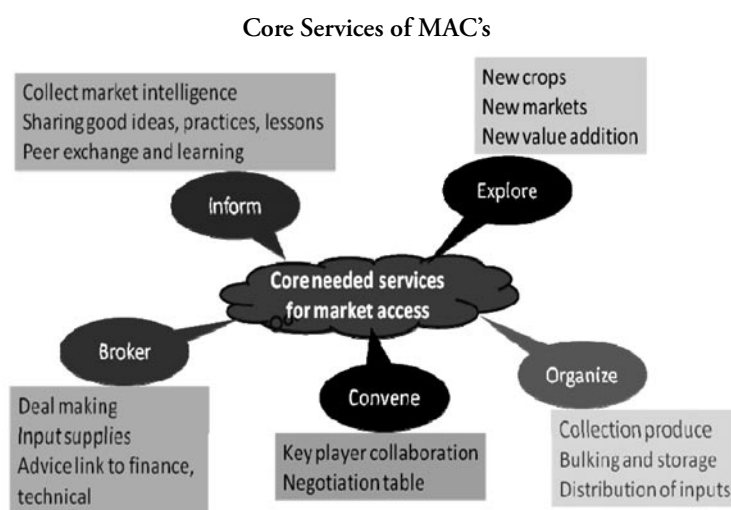 Core Services of MAC's
Collect market intelligence
Sharing good ideas, practices, lessons
Peer exchange and learning
New crops
New markets
New value addition
Inform
Explore
Core needed services
for market access
Broker
Convene
Organize
Deal making
Input supplies
Advice link to finance,
technical
Key player collaboration
Negotiation table
Collection produce
Bulking and storage
Distribution of inputs